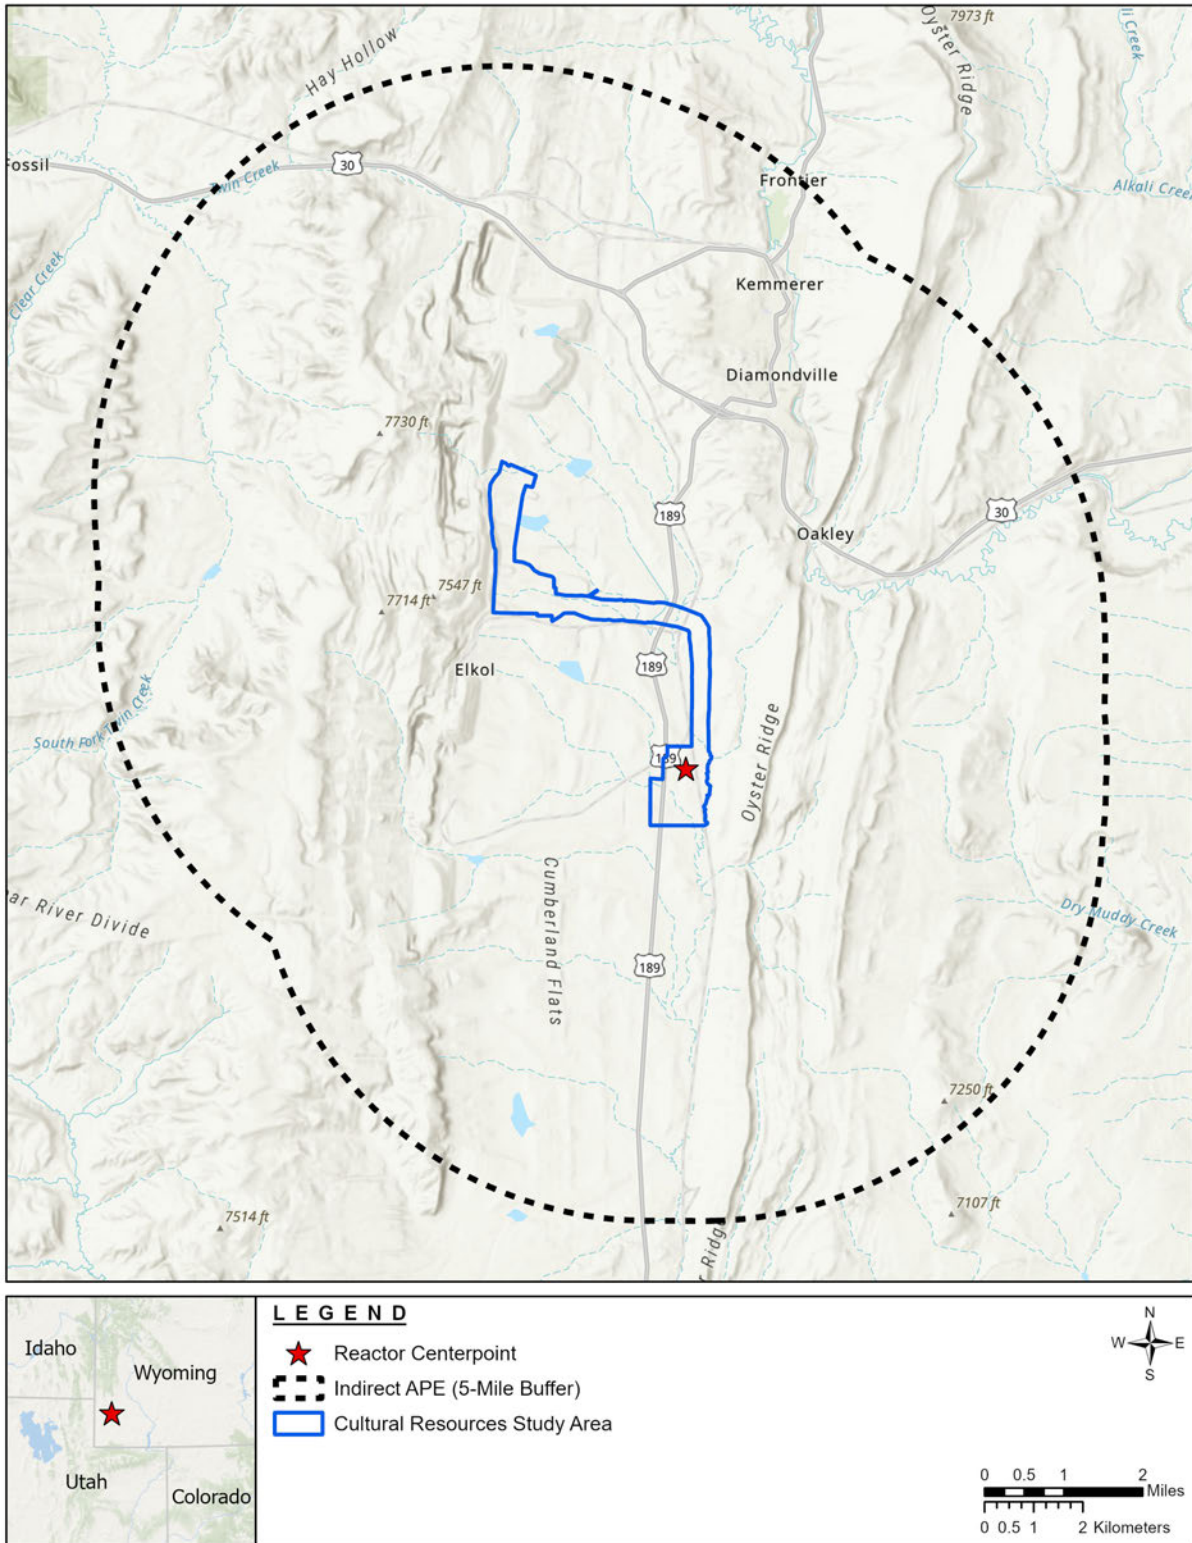 7973 ft
Oyster Ridge
li Creek
Hay Hollow
Fossil
30
Twin Creek
Frontier
Alkali Creek
Clear Creek
Kemmerer
Diamondville
7730 ft
189
30
Oakley
7547 ft
7714 ft
189
Elkol
South Fork Twin Creek
189
Oyster Ridge
Cumberland Flats
ar River Divide
Dry Muddy Creek
189
7250 ft
7514 ft
7107 ft
r Ridge
Idaho
Wyoming
Utah
Colorado
LEGEND
Reactor Centerpoint
Indirect APE (5-Mile Buffer)
Cultural Resources Study Area
N
W E
S
0 0.5 1 2
Miles
0 0.5 1 2 Kilometers